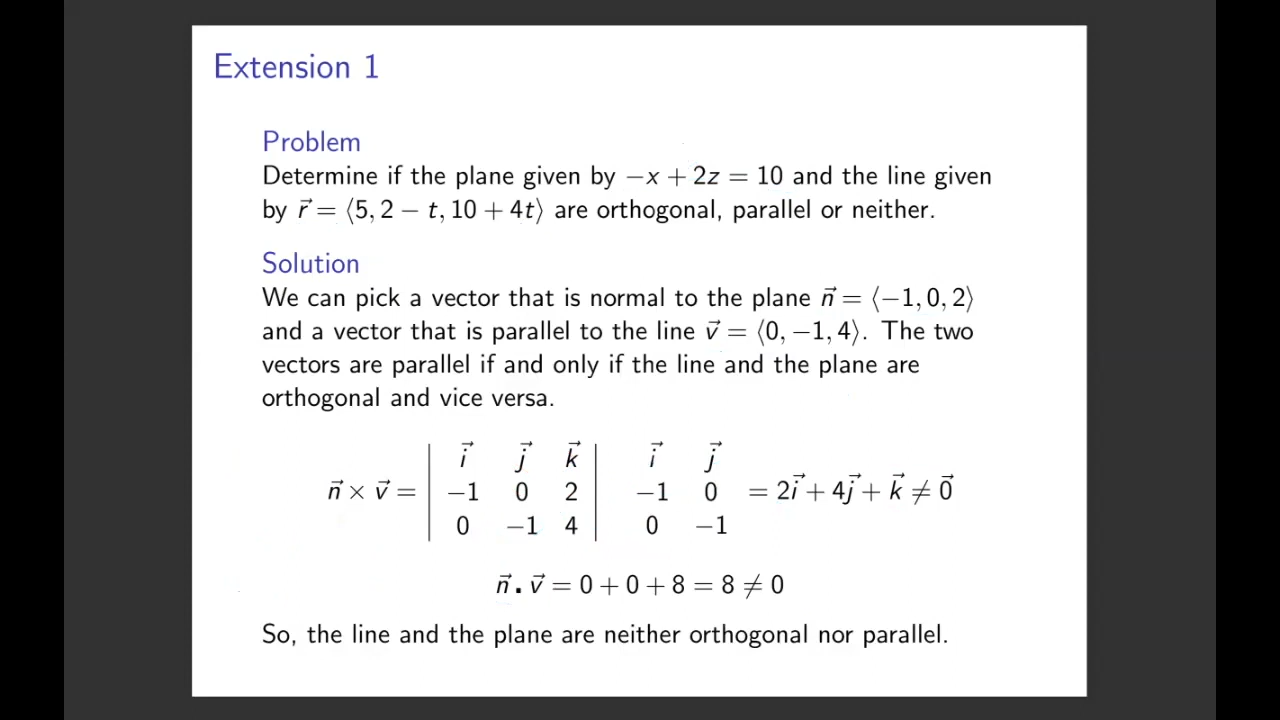 Extension 1
Problem
Determine if the plane given by −x + 2z = 10 and the line given
by r⃗ = ⟨5, 2 − t, 10 + 4t⟩ are orthogonal, parallel or neither.
Solution
We can pick a vector that is normal to the plane n⃗ = ⟨−1, 0, 2⟩
and a vector that is parallel to the line v⃗ = ⟨0, −1, 4⟩. The two
vectors are parallel if and only if the line and the plane are
orthogonal and vice versa.
i⃗ j⃗ k⃗ i⃗ j⃗
n⃗ × v⃗ = | −1 0 2 | −1 0 = 2i⃗ + 4j⃗ + k⃗ ≠ 0⃗
0 −1 4 0 −1
n⃗ . v⃗ = 0 + 0 + 8 = 8 ≠ 0
So, the line and the plane are neither orthogonal nor parallel.